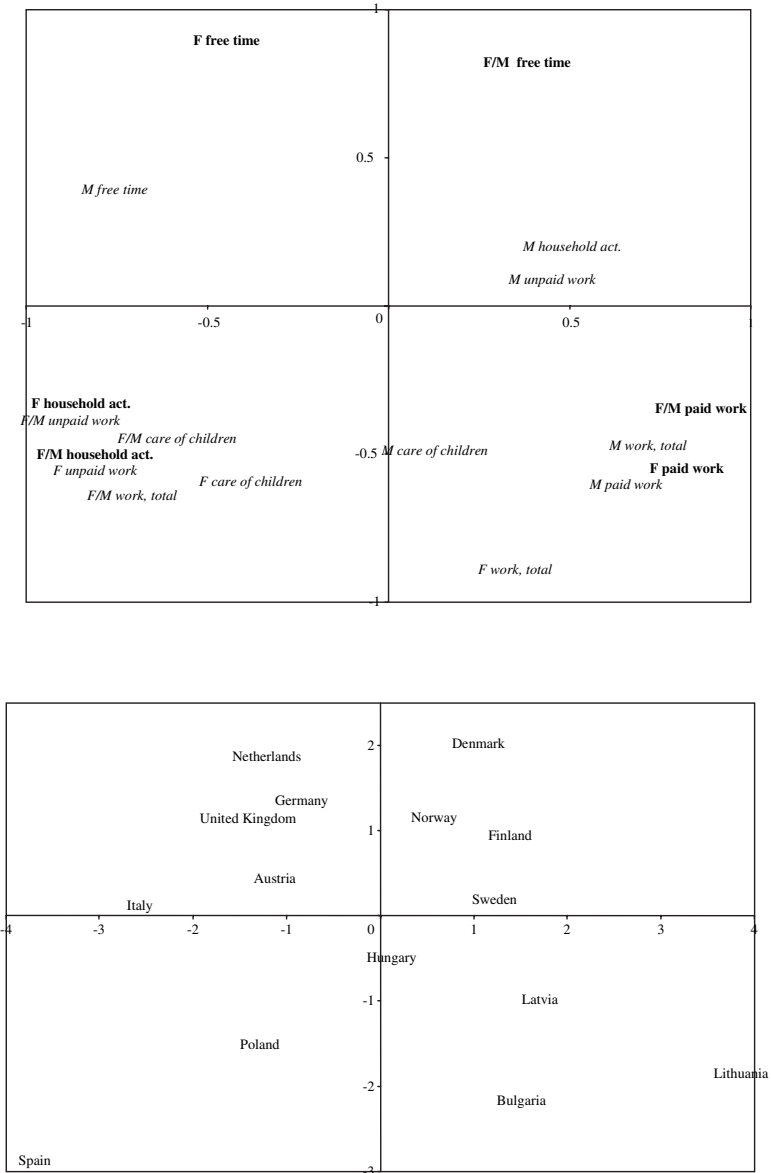 1
F free time
F/M free time
0.5
M free time
M household act.
M unpaid work
-1
-0.5
0
0.5
1
F household act.
F/M unpaid work
F/M paid work
F/M care of children
M work, total
F/M household act.
-0.5
M care of children
F unpaid work
F paid work
F care of children
M paid work
F/M work, total
F work, total
-1
2
Denmark
Netherlands
Germany
United Kingdom
Norway
1
Finland
Austria
Italy
Sweden
-4
-3
-2
-1
0
1
2
3
4
Hungary
-1
Latvia
Poland
Lithuania
-2
Bulgaria
Spain
-3